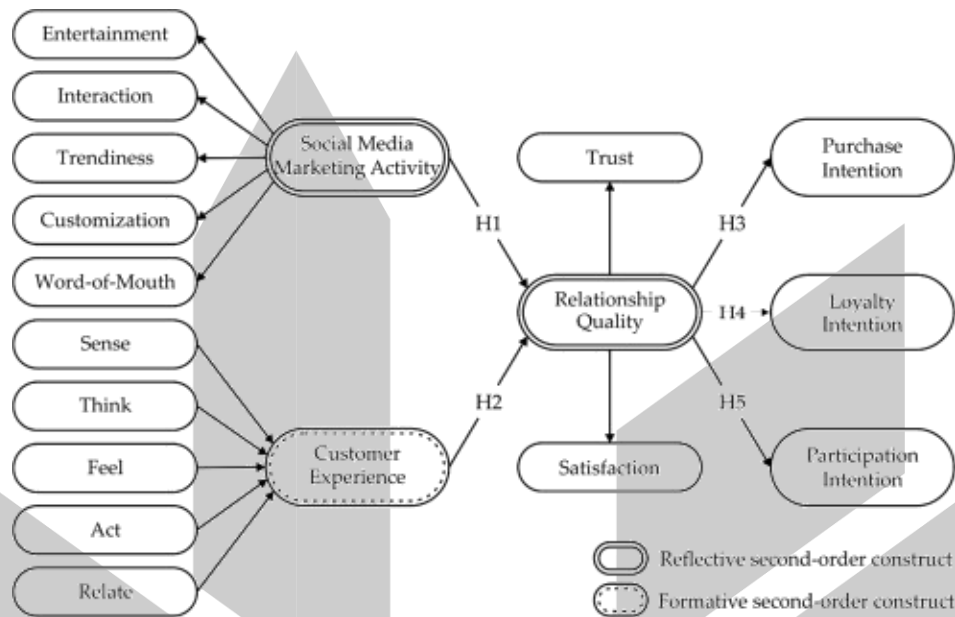 Entertainment
Interaction
Trendiness
Customization
Word-of-Mouth
Sense
Think
Feel
Act
Relate
Social Media
Marketing Activity
Customer
Experience
H1
H2
Trust
Relationship
Quality
Satisfaction
H3
H4
H5
Purchase
Intention
Loyalty
Intention
Participation
Intention
Reflective second-order construct
Formative second-order construct